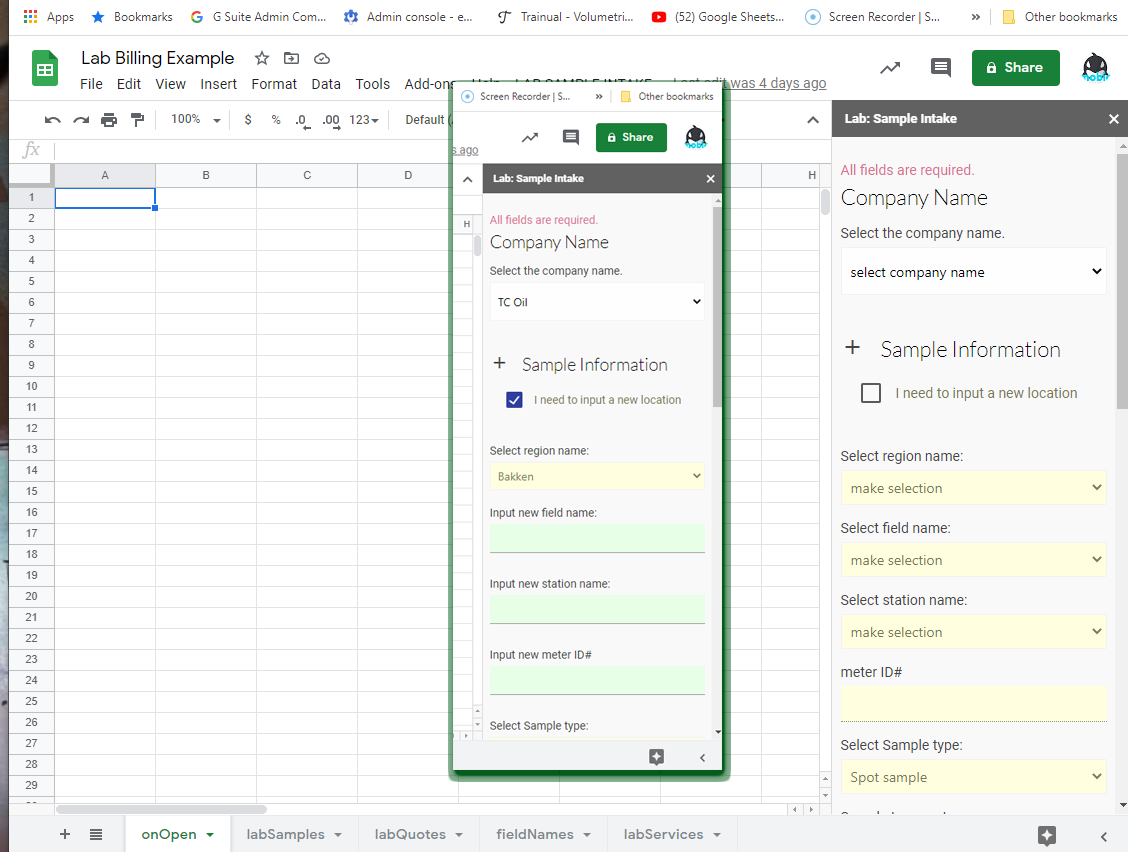 Apps Bookmarks G Suite Admin Com... Admin console - e... Trainual - Volumetri... (52) Google Sheets... Screen Recorder | S... » Other bookmarks
Lab Billing Example
File Edit View Insert Format Data Tools Add-ons Help LAB SAMPLE INTAKE Last edit was 4 days ago
Share
100% $ % .0 .00 123 Default (
fx
A B C D H
1
2
3
4
5
6
7
8
9
10
11
12
13
14
15
16
17
18
19
20
21
22
23
24
25
26
27
28
29
Screen Recorder | S... » Other bookmarks
s ago
Share
Lab: Sample Intake
H
All fields are required.
Company Name
Select the company name.
TC Oil
+ Sample Information
I need to input a new location
Select region name:
Bakken
Input new field name:
Input new station name:
Input new meter ID#
Select Sample type:
Lab: Sample Intake
All fields are required.
Company Name
Select the company name.
select company name
+ Sample Information
I need to input a new location
Select region name:
make selection
Select field name:
make selection
Select station name:
make selection
meter ID#
Select Sample type:
Spot sample
onOpen labSamples labQuotes fieldNames labServices